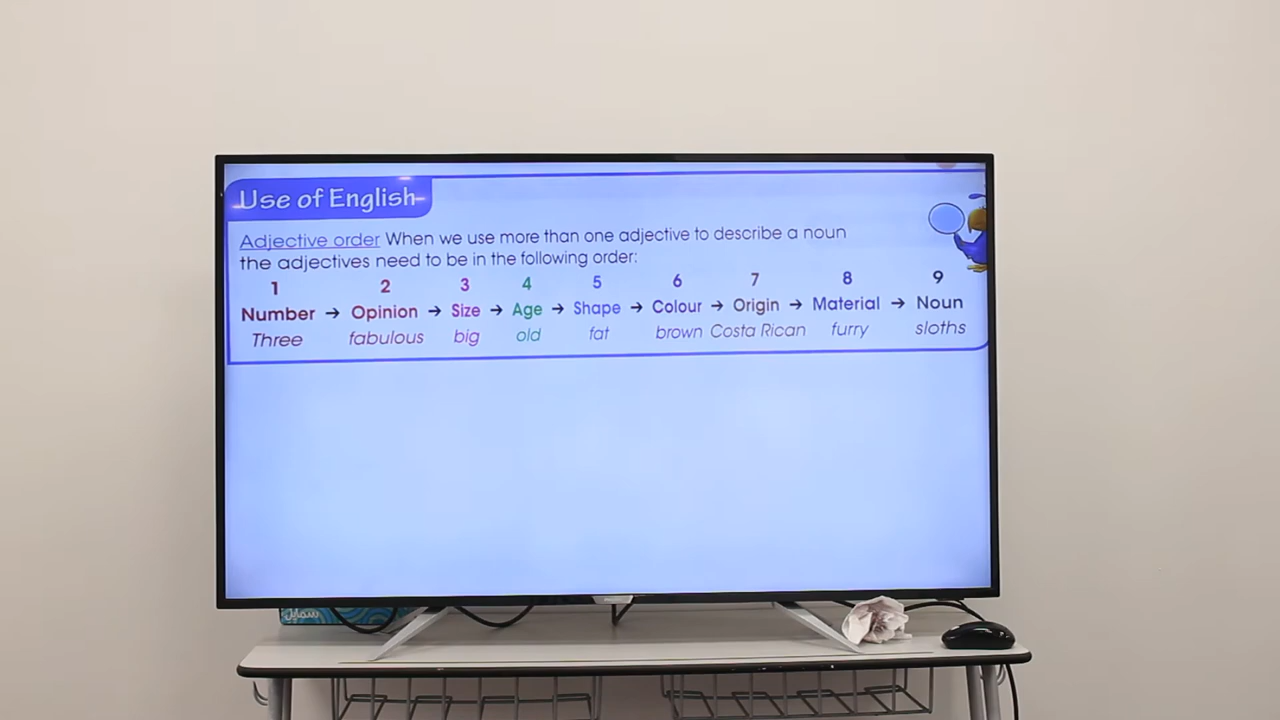 Use of English
Adjective order When we use more than one adjective to describe a noun
the adjectives need to be in the following order:
1 2 3 4 5 6 7 8 9
Number → Opinion → Size → Age → Shape → Colour → Origin → Material → Noun
Three fabulous big old fat brown Costa Rican furry sloths
سمايل